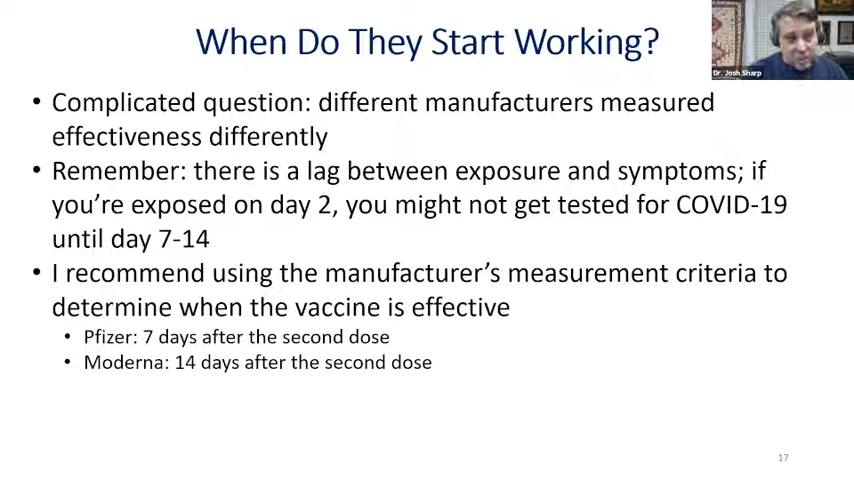 When Do They Start Working?
Dr. Josh Sharp
• Complicated question: different manufacturers measured
effectiveness differently
• Remember: there is a lag between exposure and symptoms; if
you’re exposed on day 2, you might not get tested for COVID-19
until day 7-14
• I recommend using the manufacturer’s measurement criteria to
determine when the vaccine is effective
• Pfizer: 7 days after the second dose
• Moderna: 14 days after the second dose
17